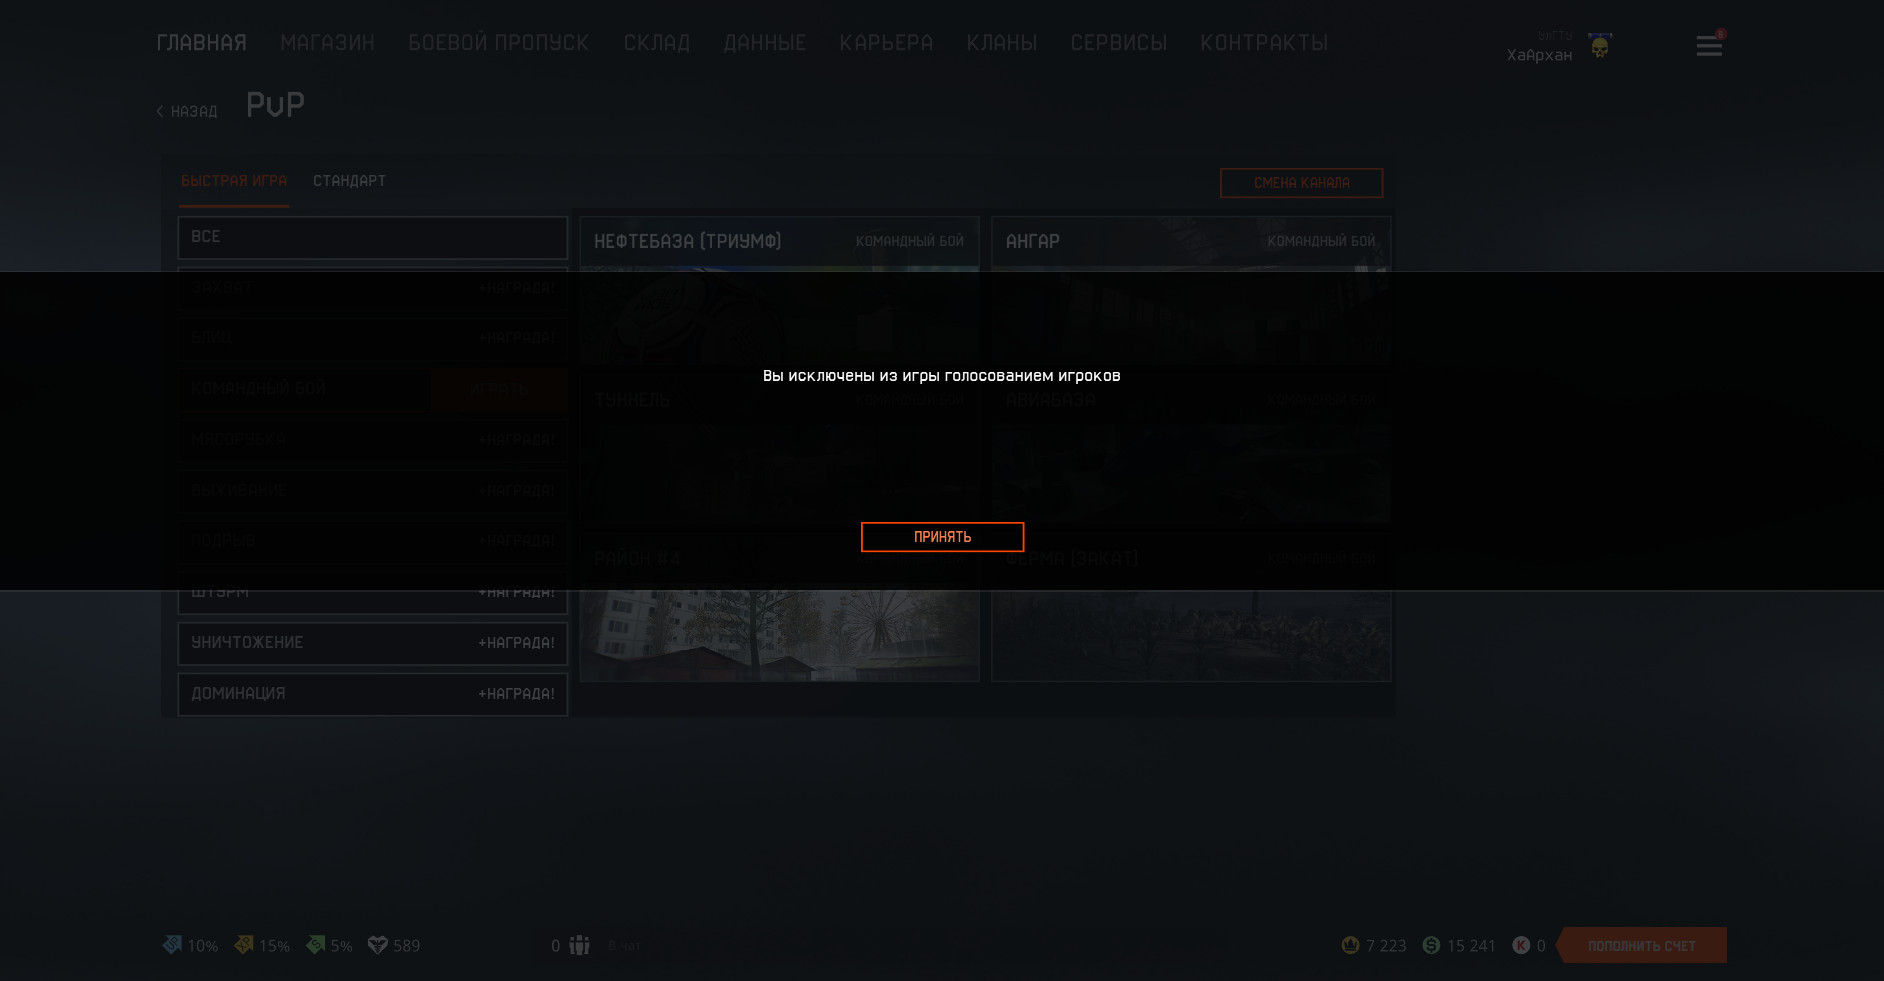 ГЛАВНАЯ МАГАЗИН БОЕВОЙ ПРОПУСК СКЛАД ДАННЫЕ КАРЬЕРА КЛАНЫ СЕРВИСЫ КОНТРАКТЫ
ХаАрхан
8
< НАЗАД PvP
БЫСТРАЯ ИГРА СТАНДАРТ СМЕНА КАНАЛА
ВСЕ
НЕФТЕБАЗА (ТРИУМФ) КОМАНДНЫЙ БОЙ
АНГАР КОМАНДНЫЙ БОЙ
ЗАХВАТ +НАГРАДА!
БЛИЦ +НАГРАДА!
Вы исключены из игры голосованием игроков
КОМАНДНЫЙ БОЙ ИГРАТЬ
ТУННЕЛЬ КОМАНДНЫЙ БОЙ
АВИАБАЗА КОМАНДНЫЙ БОЙ
МЯСОРУБКА +НАГРАДА!
ВЫЖИВАНИЕ +НАГРАДА!
ПОДРЫВ +НАГРАДА!
ПРИНЯТЬ
РАЙОН #4 КОМАНДНЫЙ БОЙ
ФЕРМА (ЗАКАТ) КОМАНДНЫЙ БОЙ
ШТУРМ +НАГРАДА!
УНИЧТОЖЕНИЕ +НАГРАДА!
ДОМИНАЦИЯ +НАГРАДА!
10% 15% 5% 589 0 В чат 7 223 15 241 K 0 ПОПОЛНИТЬ СЧЕТ